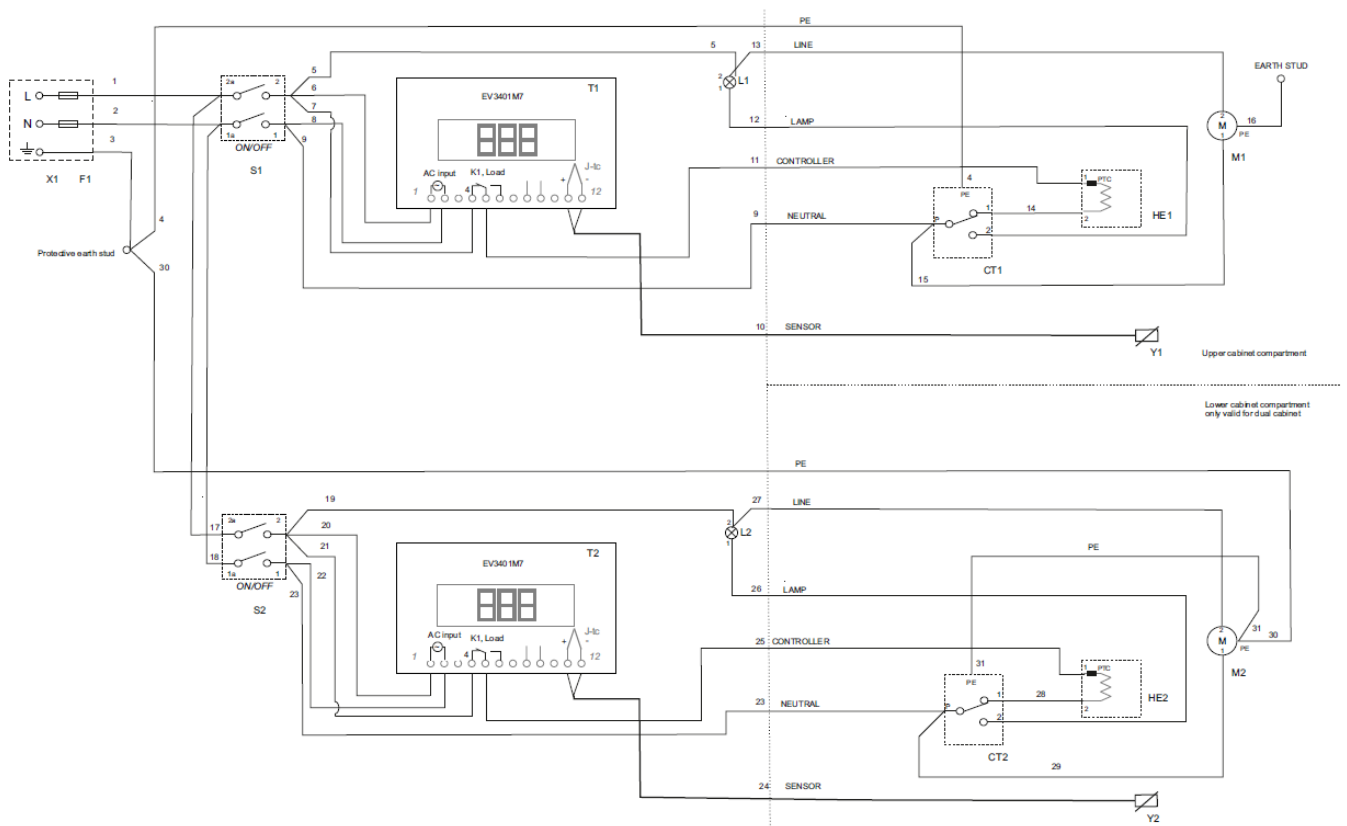 PE
5 13 LINE
EARTH STUD
1 2a 2 5 2 L1
L 6 T1 1
2 EV3401M7 2
N 7 12 LAMP M 16
3 8 1 PE
1a 1 M1
ON/OFF 9
X1 F1 S1
J-tc 11 CONTROLLER
AC input K1, Load + - 4 1 PTC
1 4 12 PE
4 9 NEUTRAL 1 14 2 HE1
2
Protective earth stud
30 CT1
15
10 SENSOR
Y1 Upper cabinet compartment
Lower cabinet compartment
only valid for dual cabinet
PE
19 27 LINE
2a 2 2
17 20 L2
21 T2 1
18 EV3401M7 PE
1a 1 22
ON/OFF 23 26 LAMP
S2
31
AC input K1, Load J-tc 25 CONTROLLER 2 30
+ - M
1 4 12 31 1 PE
1 PTC M2
PE
23 NEUTRAL 1 28 2 HE2
2
CT2
29
24 SENSOR
Y2